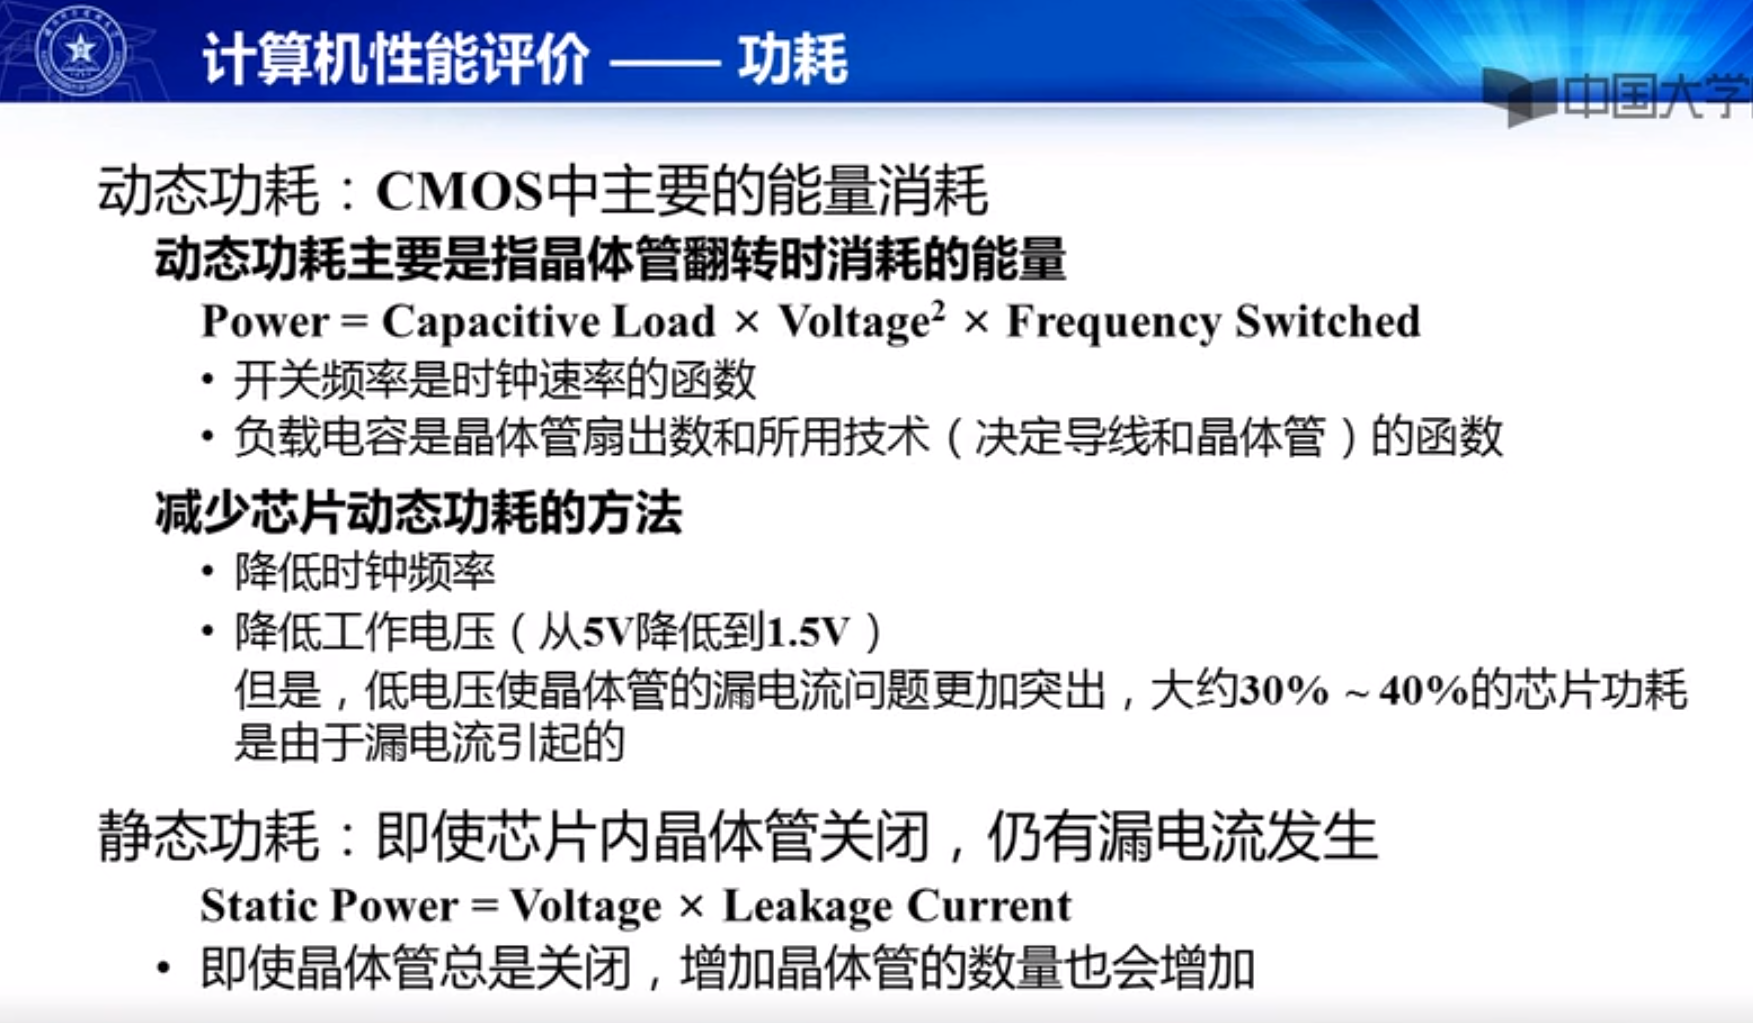 计算机性能评价 —— 功耗
中国大学
动态功耗：CMOS中主要的能量消耗
动态功耗主要是指晶体管翻转时消耗的能量
Power = Capacitive Load × Voltage² × Frequency Switched
• 开关频率是时钟速率的函数
• 负载电容是晶体管扇出数和所用技术（决定导线和晶体管）的函数
减少芯片动态功耗的方法
• 降低时钟频率
• 降低工作电压（从5V降低到1.5V）
但是，低电压使晶体管的漏电流问题更加突出，大约30% ~ 40%的芯片功耗
是由于漏电流引起的
静态功耗：即使芯片内晶体管关闭，仍有漏电流发生
Static Power = Voltage × Leakage Current
• 即使晶体管总是关闭，增加晶体管的数量也会增加